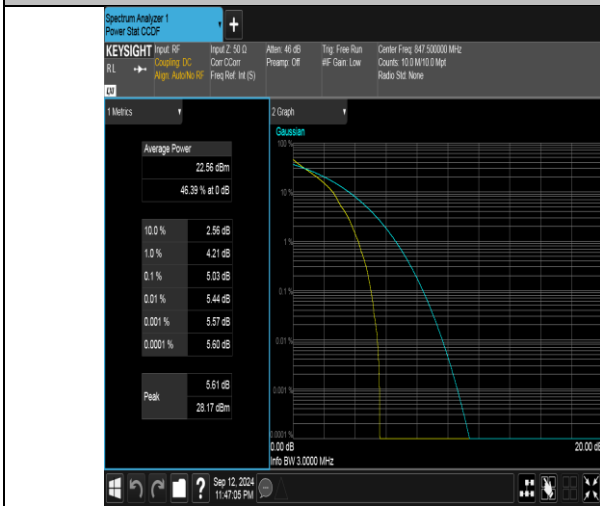 Spectrum Analyzer 1
Power Stat CCDF
+
KEYSIGHT
RL
LXI
Input: RF
Coupling: DC
Align: Auto/No RF
Input Z: 50 Ω
Corr CCorr
Freq Ref: Int (S)
Atten: 46 dB
Preamp: Off
Trig: Free Run
#IF Gain: Low
Center Freq: 847.500000 MHz
Counts: 10.0 M/10.0 Mpt
Radio Std: None
1 Metrics
Average Power
22.56 dBm
46.39 % at 0 dB
10.0 % 2.56 dB
1.0 % 4.21 dB
0.1 % 5.03 dB
0.01 % 5.44 dB
0.001 % 5.57 dB
0.0001 % 5.60 dB
Peak
5.61 dB
28.17 dBm
2 Graph
Gaussian
100 %
10 %
1 %
0.1 %
0.01 %
0.001 %
0.0001 %
0.00 dB
20.00 dB
Info BW 3.0000 MHz
?
Sep 12, 2024
11:47:05 PM